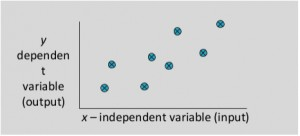 y
dependen
t
variable
(output)
x – independent variable (input)